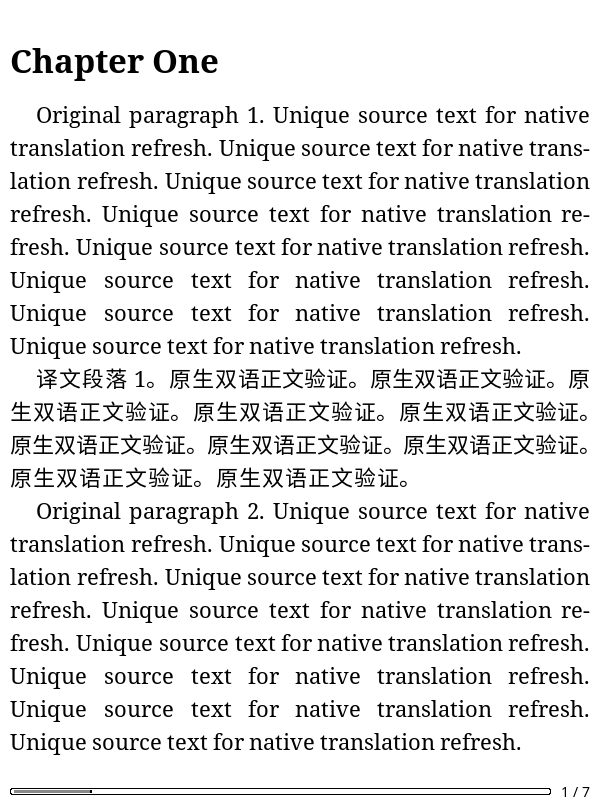 Chapter One
Original paragraph 1. Unique source text for native
translation refresh. Unique source text for native trans-
lation refresh. Unique source text for native translation
refresh. Unique source text for native translation re-
fresh. Unique source text for native translation refresh.
Unique source text for native translation refresh.
Unique source text for native translation refresh.
Unique source text for native translation refresh.
译文段落 1。原生双语正文验证。原生双语正文验证。原
生双语正文验证。原生双语正文验证。原生双语正文验证。
原生双语正文验证。原生双语正文验证。原生双语正文验证。
原生双语正文验证。原生双语正文验证。
Original paragraph 2. Unique source text for native
translation refresh. Unique source text for native trans-
lation refresh. Unique source text for native translation
refresh. Unique source text for native translation re-
fresh. Unique source text for native translation refresh.
Unique source text for native translation refresh.
Unique source text for native translation refresh.
Unique source text for native translation refresh.
1 / 7